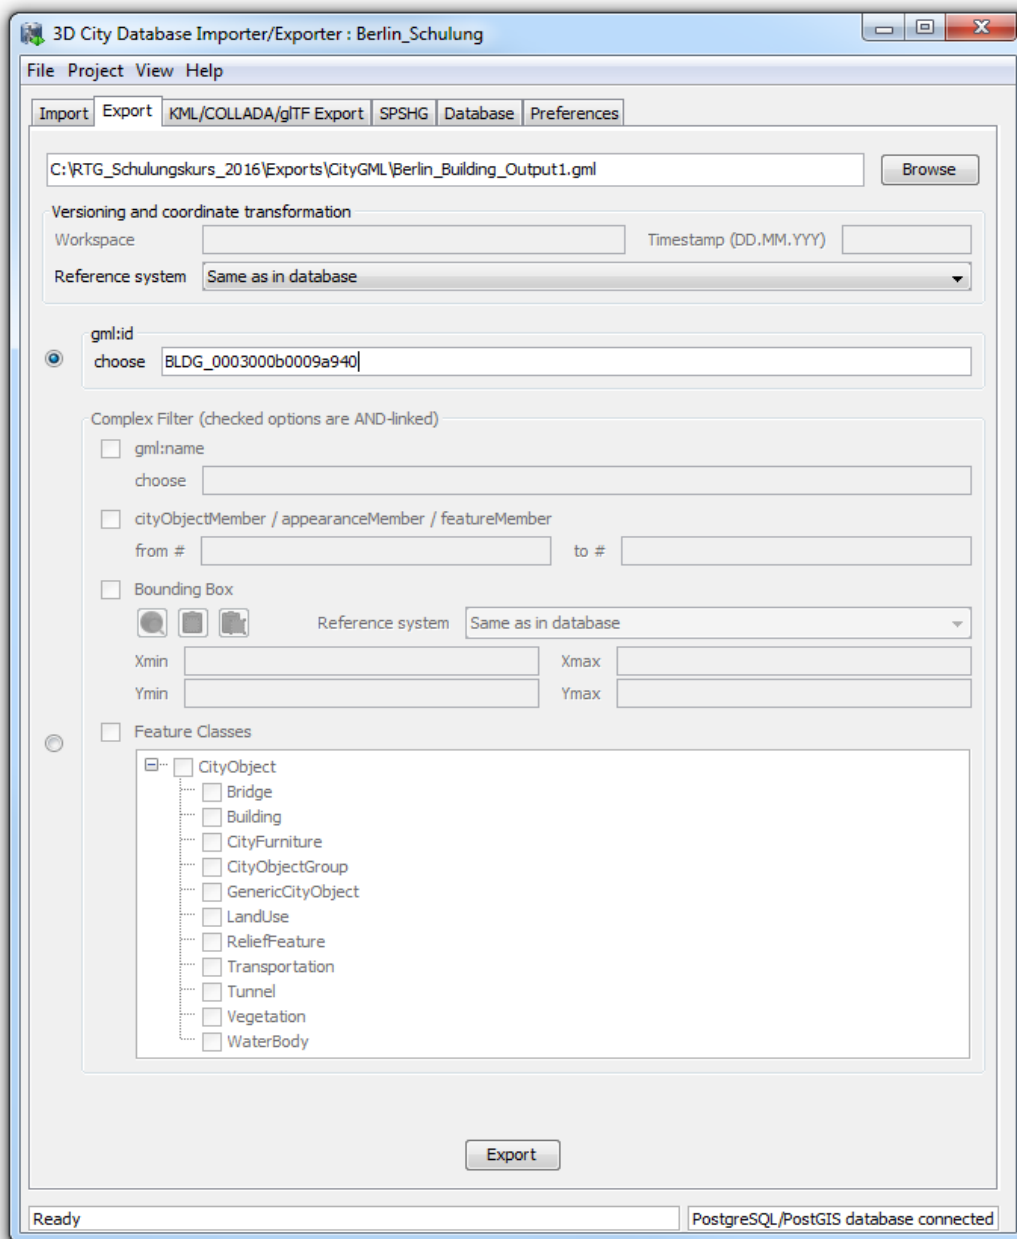 3D City Database Importer/Exporter : Berlin_Schulung
File Project View Help
Import Export KML/COLLADA/glTF Export SPSHG Database Preferences
C:\RTG_Schulungskurs_2016\Exports\CityGML\Berlin_Building_Output1.gml Browse
Versioning and coordinate transformation
Workspace Timestamp (DD.MM.YYY)
Reference system Same as in database
gml:id
choose BLDG_0003000b0009a940
Complex Filter (checked options are AND-linked)
gml:name
choose
cityObjectMember / appearanceMember / featureMember
from # to #
Bounding Box
Reference system Same as in database
Xmin Xmax
Ymin Ymax
Feature Classes
CityObject
Bridge
Building
CityFurniture
CityObjectGroup
GenericCityObject
LandUse
ReliefFeature
Transportation
Tunnel
Vegetation
WaterBody
Export
Ready PostgreSQL/PostGIS database connected